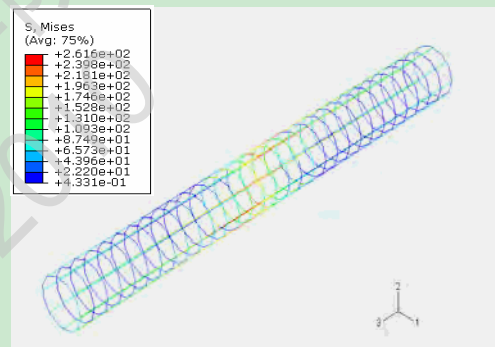 S, Mises
(Avg: 75%)
+2.616e+02
+2.398e+02
+2.181e+02
+1.963e+02
+1.746e+02
+1.528e+02
+1.310e+02
+1.093e+02
+8.749e+01
+6.573e+01
+4.396e+01
+2.220e+01
+4.331e-01
2
3
1